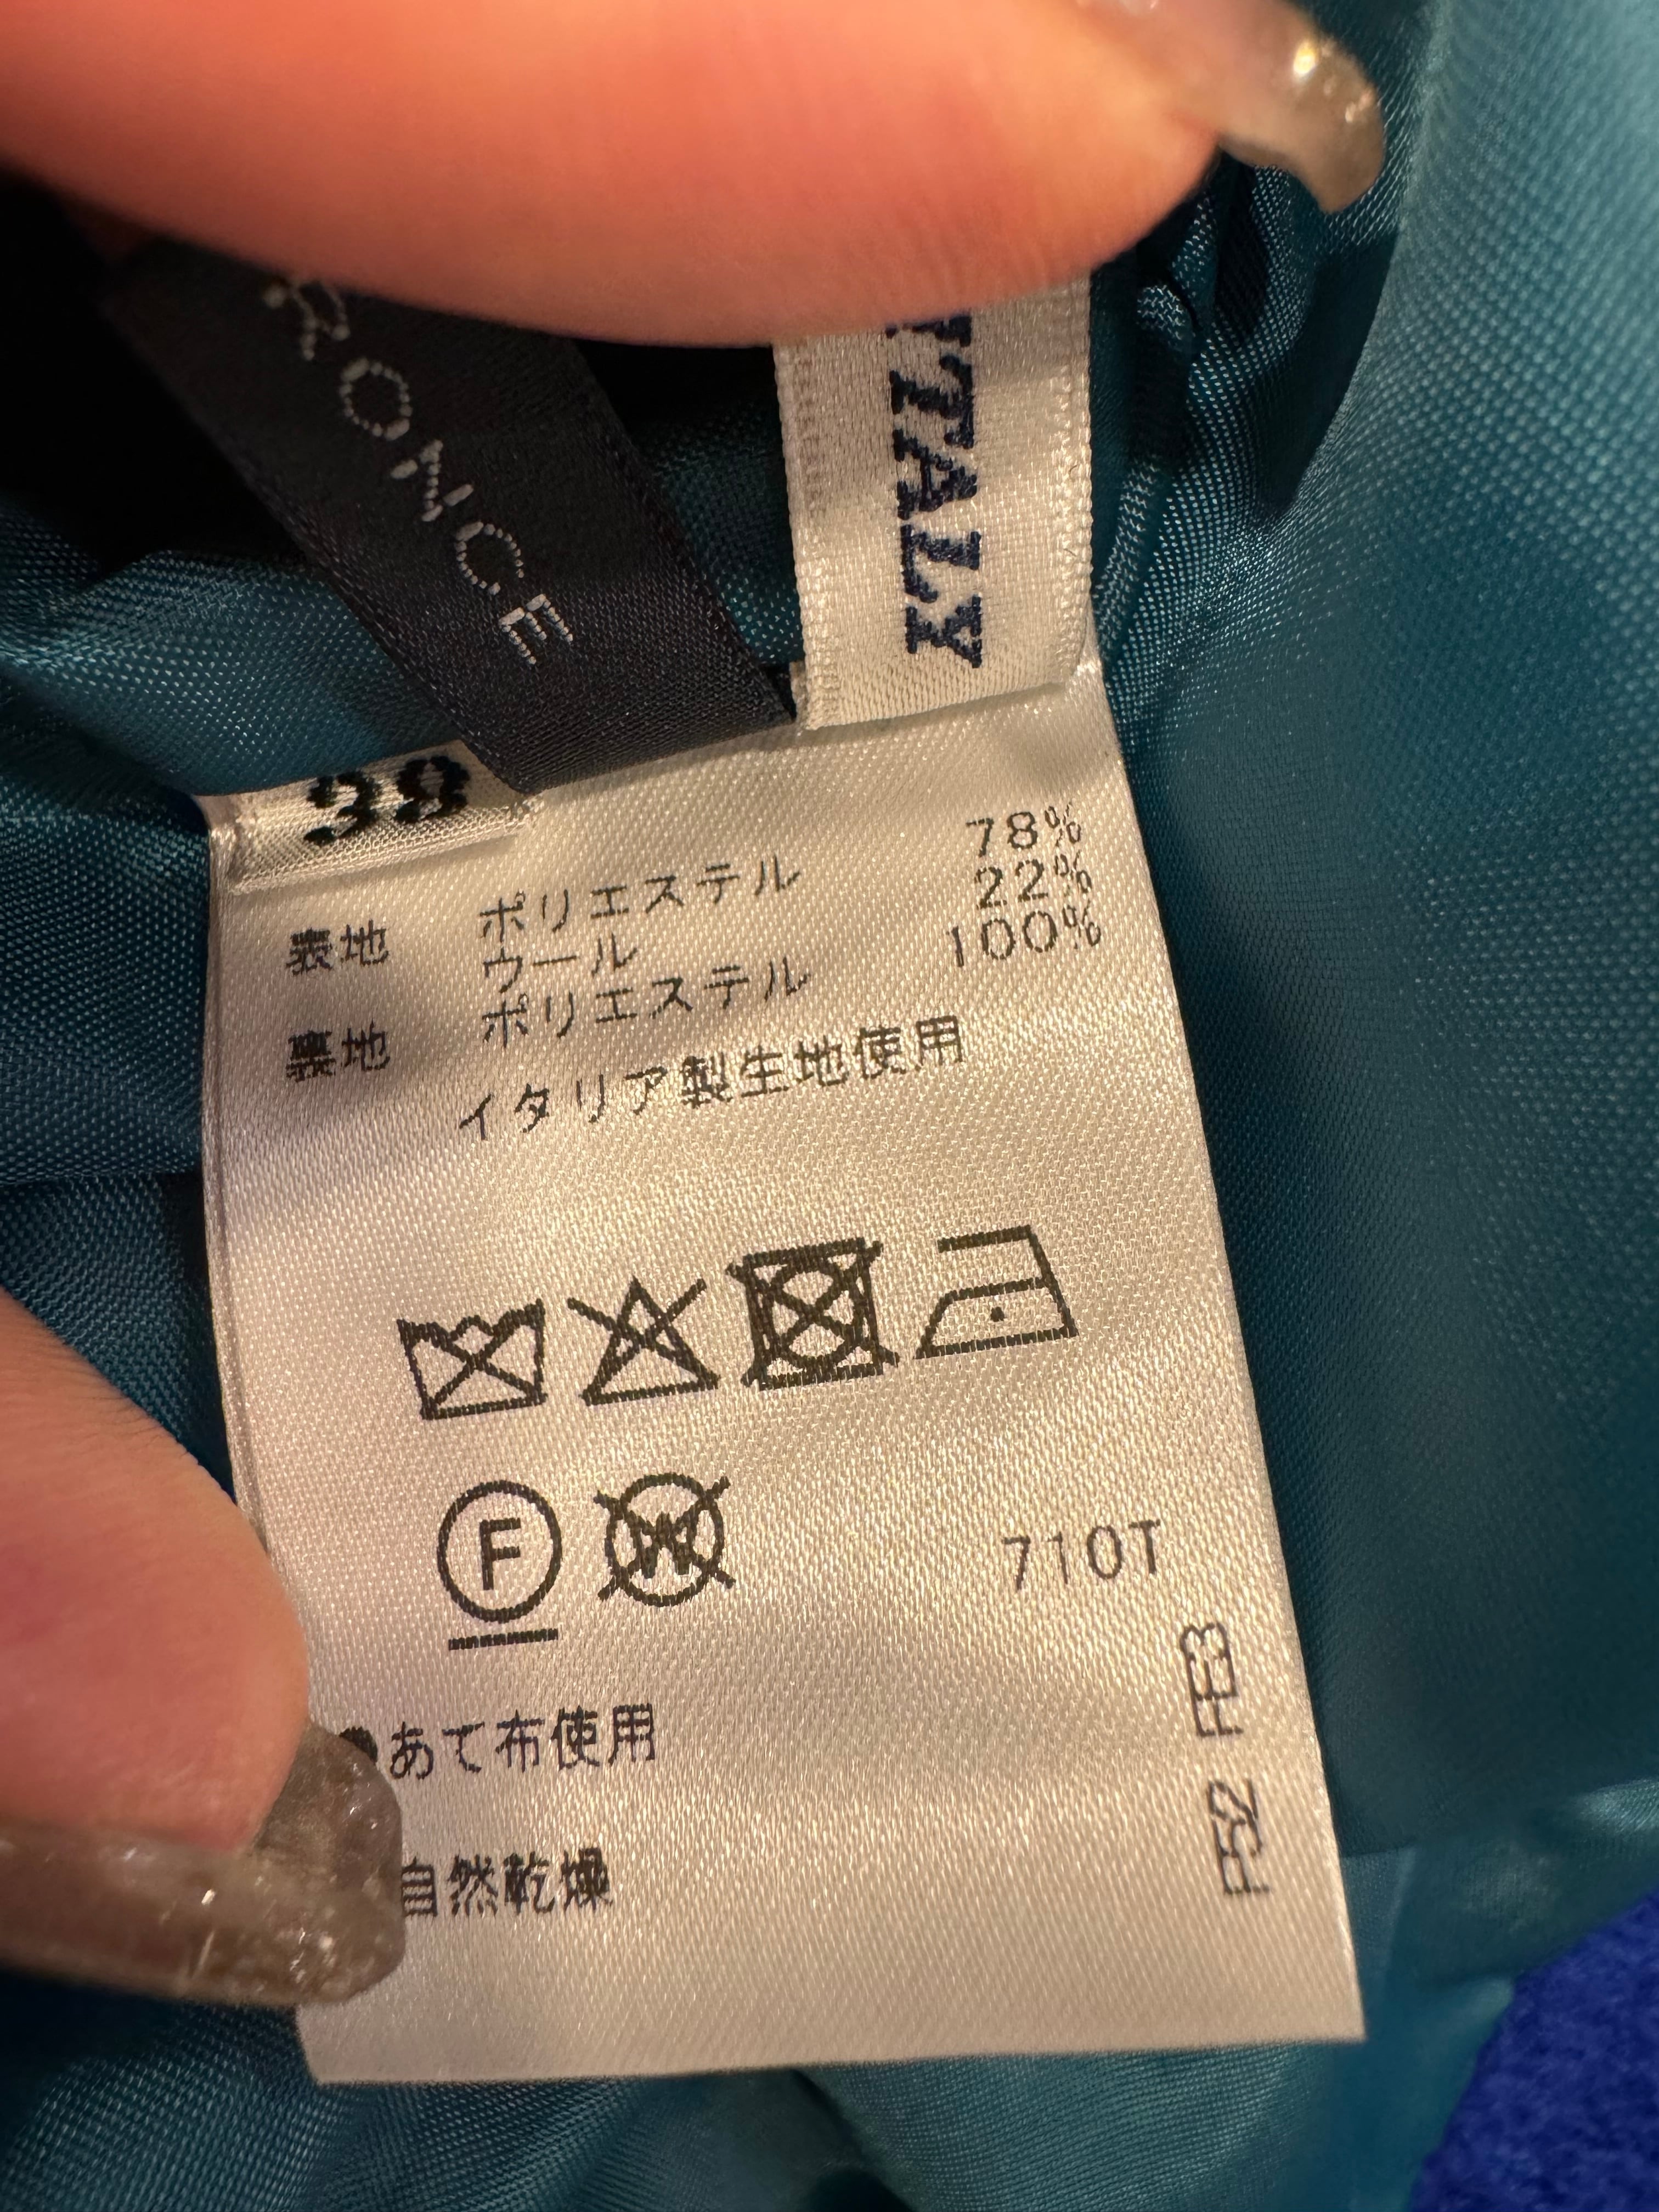 RONCE
ITALY
38
表地 ポリエステル 78%
ウール 22%
裏地 ポリエステル 100%
イタリア製生地使用
F W
710T
あて布使用
自然乾燥
F52 FE3